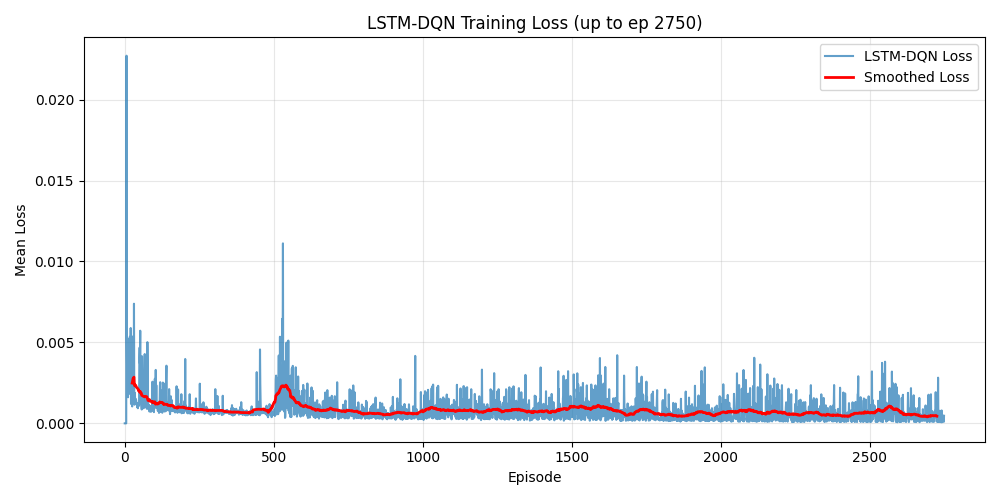 LSTM-DQN Training Loss (up to ep 2750)
LSTM-DQN Loss
Smoothed Loss
0.020
0.015
0.010
0.005
0.000
Mean Loss
0 500 1000 1500 2000 2500
Episode